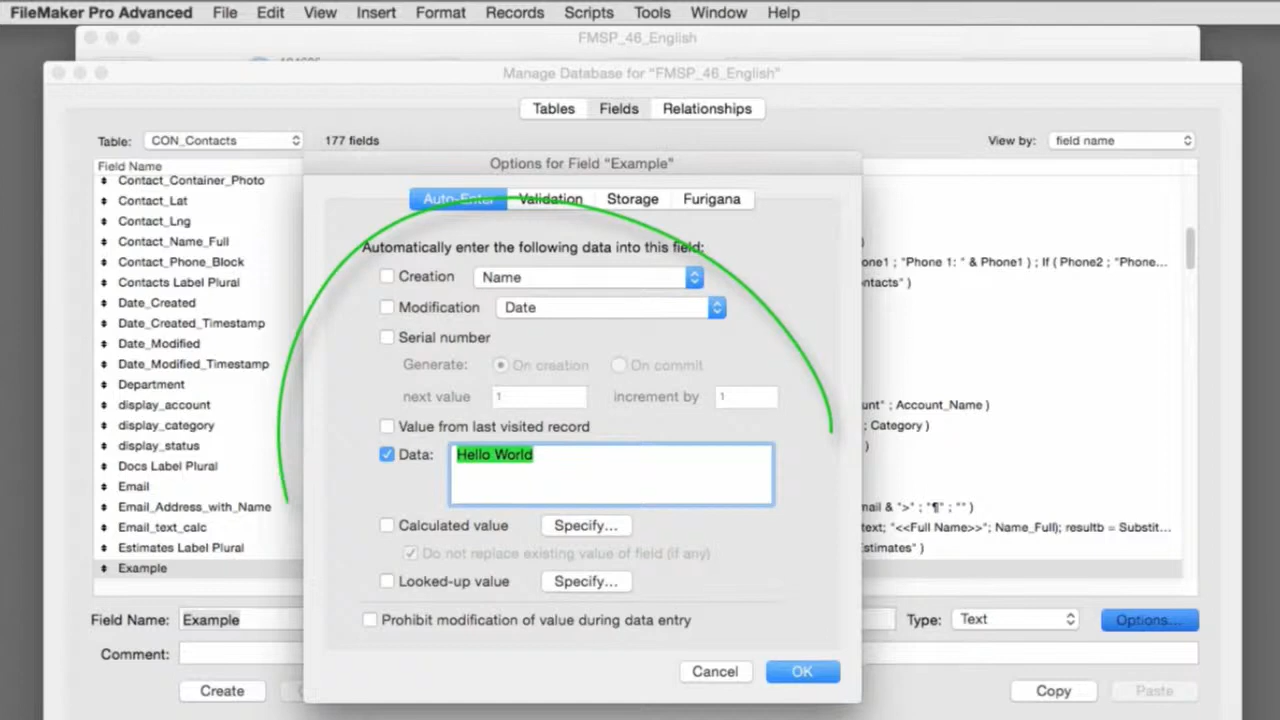 FileMaker Pro Advanced File Edit View Insert Format Records Scripts Tools Window Help
FMSP_46_English
Manage Database for "FMSP_46_English"
Tables Fields Relationships
Table: CON_Contacts 177 fields View by: field name
Field Name
Options for Field "Example"
Contact_Container_Photo
Contact_Lat
Auto-Enter Validation Storage Furigana
Contact_Lng
Contact_Name_Full
Automatically enter the following data into this field: )
Contact_Phone_Block
hone1 ; "Phone 1: " & Phone1 ) ; If ( Phone2 ; "Phone...
Creation Name
Contacts Label Plural
ntacts" )
Date_Created
Modification Date
Date_Created_Timestamp
Serial number
Date_Modified
Date_Modified_Timestamp
Generate: On creation On commit
Department
next value 1 increment by 1
display_account
ount" ; Account_Name )
display_category
Value from last visited record
; Category )
display_status
)
Data: Hello World
Docs Label Plural
Email
Email_Address_with_Name
mail & ">" ; "¶" ; "" )
Email_text_calc
Calculated value Specify...
text; "<<Full Name>>"; Name_Full); resultb = Substit...
Estimates Label Plural
Do not replace existing value of field (if any)
Estimates" )
Example
Looked-up value Specify...
Field Name: Example
Prohibit modification of value during data entry
Type: Text Options...
Comment:
Cancel OK
Create Copy Paste